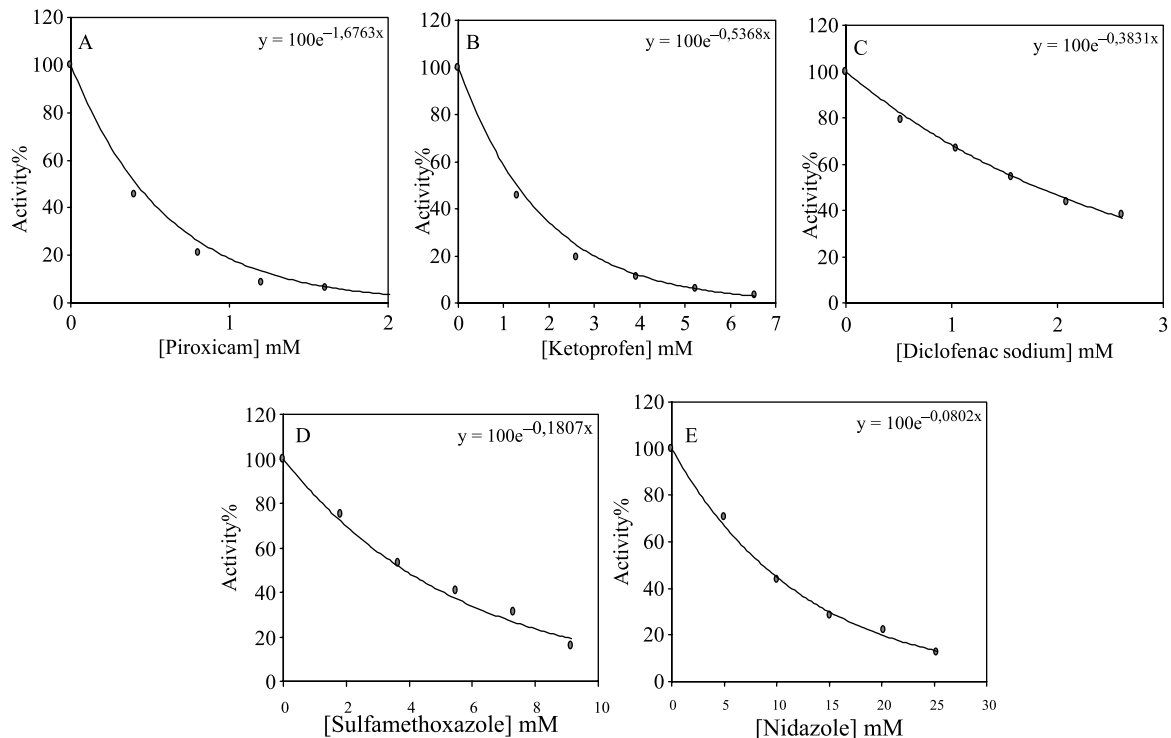 A
y = 100e–1,6763x
120
100
80
60
40
20
0
Activity%
0 1 2
[Piroxicam] mM
B
y = 100e–0,5368x
120
100
80
60
40
20
0
Activity%
0 1 2 3 4 5 6 7
[Ketoprofen] mM
C
y = 100e–0,3831x
120
100
80
60
40
20
0
Activity%
0 1 2 3
[Diclofenac sodium] mM
D
y = 100e–0,1807x
120
100
80
60
40
20
0
Activity%
0 2 4 6 8 10
[Sulfamethoxazole] mM
E
y = 100e–0,0802x
120
100
80
60
40
20
0
Activity%
0 5 10 15 20 25 30
[Nidazole] mM